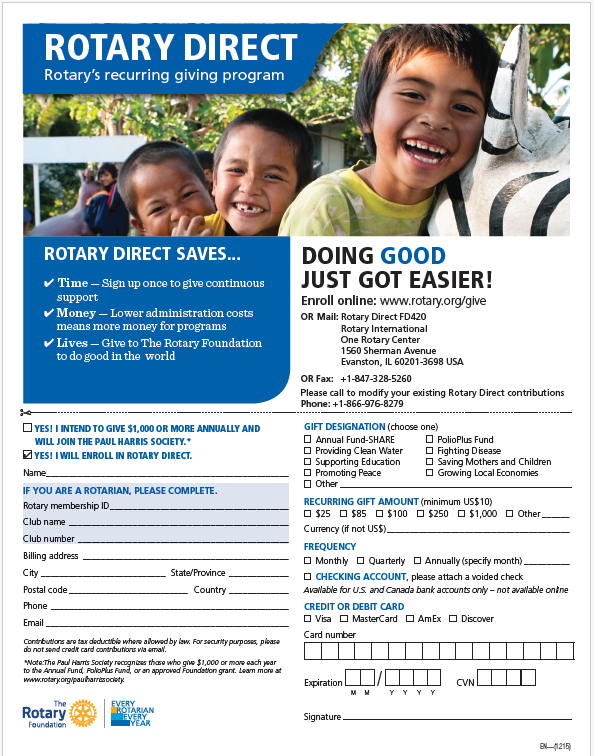 ROTARY DIRECT
Rotary's recurring giving program
ROTARY DIRECT SAVES...
✔ Time — Sign up once to give continuous
support
✔ Money — Lower administration costs
means more money for programs
✔ Lives — Give to The Rotary Foundation
to do good in the world
DOING GOOD
JUST GOT EASIER!
Enroll online: www.rotary.org/give
OR Mail: Rotary Direct FD420
Rotary International
One Rotary Center
1560 Sherman Avenue
Evanston, IL 60201-3698 USA
OR Fax: +1-847-328-5260
Please call to modify your existing Rotary Direct contributions
Phone: +1-866-976-8279
YES! I INTEND TO GIVE $1,000 OR MORE ANNUALLY AND
WILL JOIN THE PAUL HARRIS SOCIETY.*
YES! I WILL ENROLL IN ROTARY DIRECT.
Name
IF YOU ARE A ROTARIAN, PLEASE COMPLETE.
Rotary membership ID
Club name
Club number
Billing address
City State/Province
Postal code Country
Phone
Email
Contributions are tax deductible where allowed by law. For security purposes, please
do not send credit card contributions via email.
*Note:The Paul Harris Society recognizes those who give $1,000 or more each year
to the Annual Fund, PolioPlus Fund, or an approved Foundation grant. Learn more at
www.rotary.org/paulharrissociety.
The
Rotary
Foundation
EVERY
ROTARIAN
EVERY
YEAR
GIFT DESIGNATION (choose one)
Annual Fund-SHARE PolioPlus Fund
Providing Clean Water Fighting Disease
Supporting Education Saving Mothers and Children
Promoting Peace Growing Local Economies
Other
RECURRING GIFT AMOUNT (minimum US$10)
$25 $85 $100 $250 $1,000 Other
Currency (if not US$)
FREQUENCY
Monthly Quarterly Annually (specify month)
CHECKING ACCOUNT, please attach a voided check
Available for U.S. and Canada bank accounts only – not available online
CREDIT OR DEBIT CARD
Visa MasterCard AmEx Discover
Card number
Expiration / CVN
M M Y Y Y Y
Signature
EN—(1215)